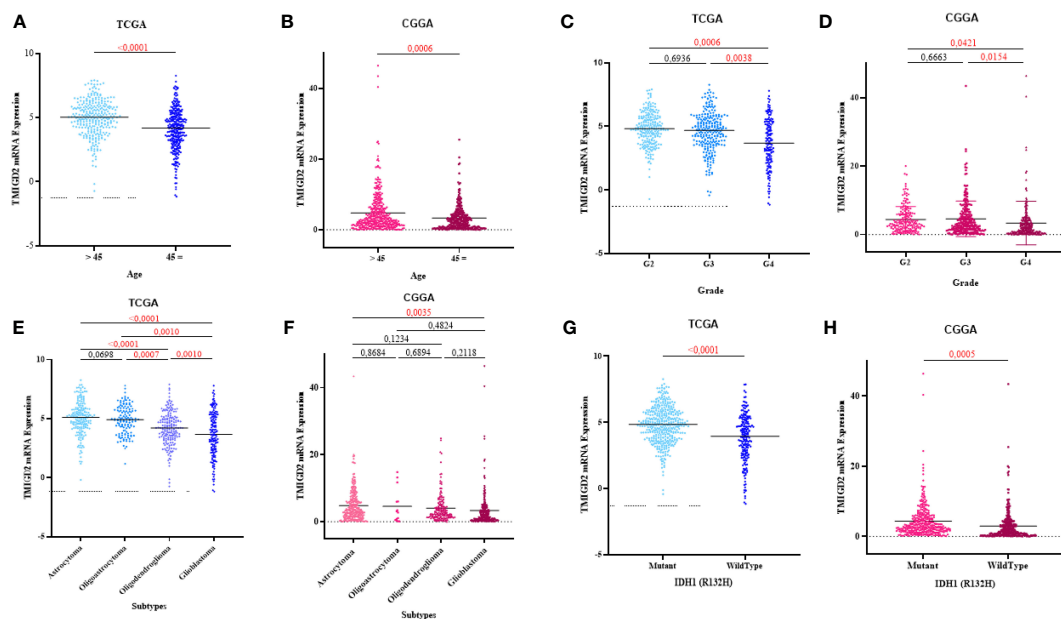 A
TCGA
<0,0001
TMIGD2 mRNA Expression
10
5
0
-5
> 45
45 =
Age
B
CGGA
0,0006
TMIGD2 mRNA Expression
60
40
20
0
> 45
45 =
Age
C
TCGA
0,0006
0,6936
0,0038
TMIGD2 mRNA Expression
10
5
0
-5
G2
G3
G4
Grade
D
CGGA
0,0421
0,6663
0,0154
TMIGD2 mRNA Expression
60
40
20
0
G2
G3
G4
Grade
E
TCGA
<0,0001
0,0010
<0,0001
0,0698
0,0007
0,0010
TMIGD2 mRNA Expression
10
5
0
-5
Astrocytoma
Oligoastrocytoma
Oligodendroglioma
Glioblastoma
Subtypes
F
CGGA
0,0035
0,4824
0,1234
0,8684
0,6894
0,2118
TMIGD2 mRNA Expression
60
40
20
0
Astrocytoma
Oligoastrocytoma
Oligodendroglioma
Glioblastoma
Subtypes
G
TCGA
<0,0001
TMIGD2 mRNA Expression
10
5
0
-5
Mutant
WildType
IDH1 (R132H)
H
CGGA
0,0005
TMIGD2 mRNA Expression
60
40
20
0
Mutant
WildType
IDH1 (R132H)